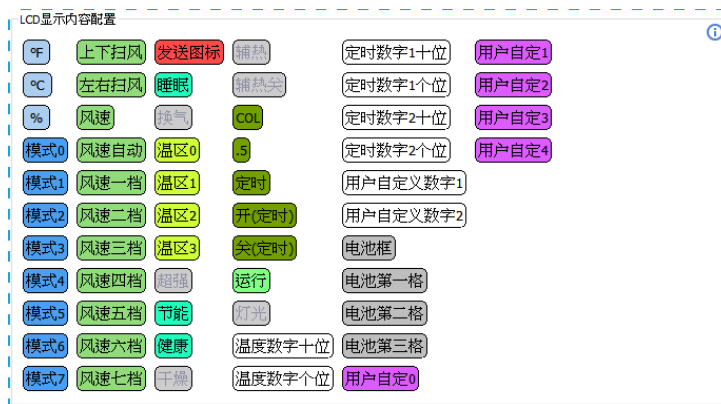 LCD显示内容配置
℉ 上下扫风 发送图标 辅热 定时数字1十位 用户自定1
℃ 左右扫风 睡眠 辅热关 定时数字1个位 用户自定2
% 风速 换气 COL 定时数字2十位 用户自定3
模式0 风速自动 温区0 .5 定时数字2个位 用户自定4
模式1 风速一档 温区1 定时 用户自定义数字1
模式2 风速二档 温区2 开(定时) 用户自定义数字2
模式3 风速三档 温区3 关(定时) 电池框
模式4 风速四档 超强 运行 电池第一格
模式5 风速五档 节能 灯光 电池第二格
模式6 风速六档 健康 温度数字十位 电池第三格
模式7 风速七档 干燥 温度数字个位 用户自定0